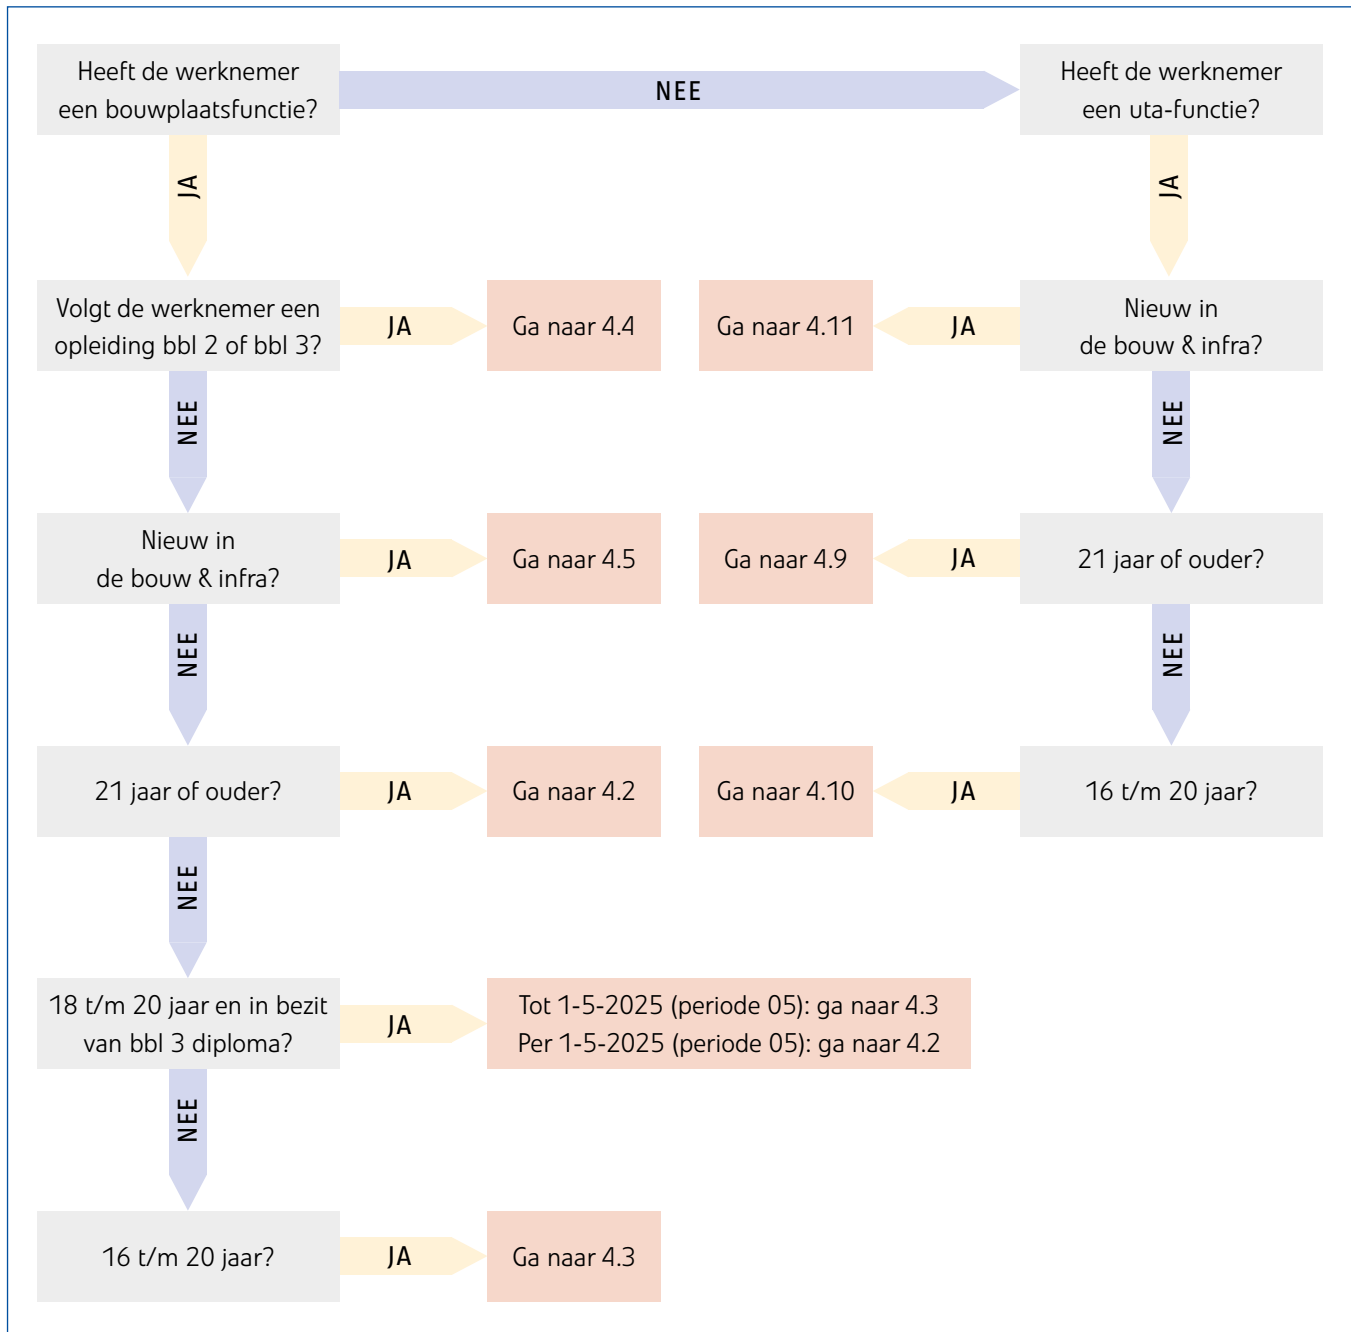 Heeft de werknemer
een bouwplaatsfunctie?
NEE
Heeft de werknemer
een uta-functie?
JA
JA
Volgt de werknemer een
opleiding bbl 2 of bbl 3?
JA
Ga naar 4.4
Ga naar 4.11
JA
Nieuw in
de bouw & infra?
NEE
NEE
Nieuw in
de bouw & infra?
JA
Ga naar 4.5
Ga naar 4.9
JA
21 jaar of ouder?
NEE
NEE
21 jaar of ouder?
JA
Ga naar 4.2
Ga naar 4.10
JA
16 t/m 20 jaar?
NEE
18 t/m 20 jaar en in bezit
van bbl 3 diploma?
JA
Tot 1-5-2025 (periode 05): ga naar 4.3
Per 1-5-2025 (periode 05): ga naar 4.2
NEE
16 t/m 20 jaar?
JA
Ga naar 4.3